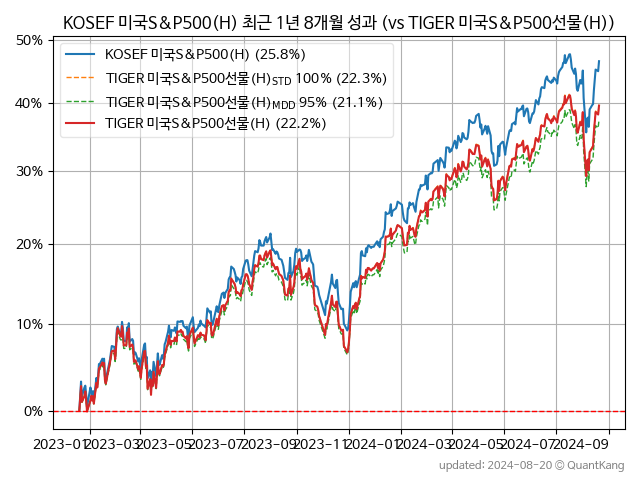 KOSEF 미국S&P500(H) 최근 1년 8개월 성과 (vs TIGER 미국S&P500선물(H))
50%
40%
30%
20%
10%
0%
KOSEF 미국S&P500(H) (25.8%)
TIGER 미국S&P500선물(H)STD 100% (22.3%)
TIGER 미국S&P500선물(H)MDD 95% (21.1%)
TIGER 미국S&P500선물(H) (22.2%)
2023-01 2023-03 2023-05 2023-07 2023-09 2023-11 2024-01 2024-03 2024-05 2024-07 2024-09
updated: 2024-08-20 © QuantKang